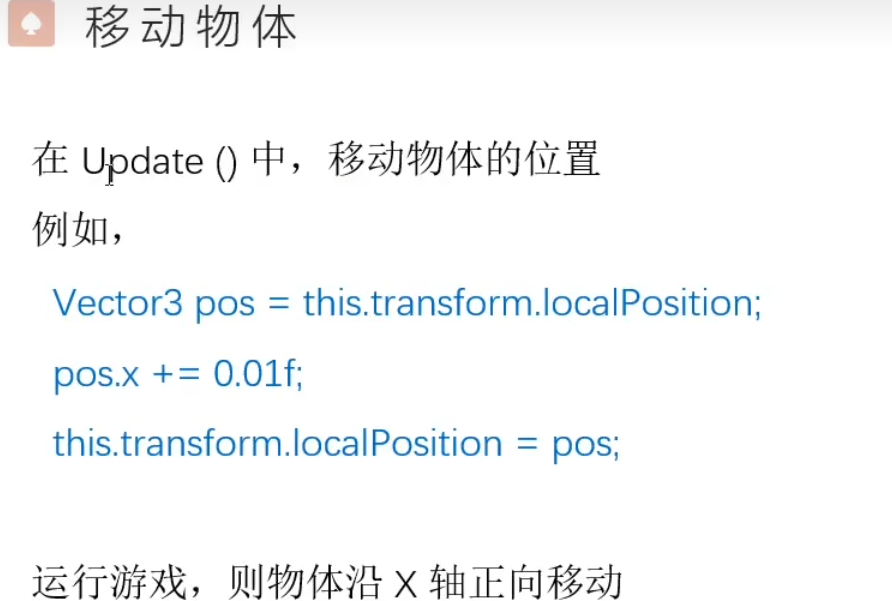 移动物体
在 Update () 中，移动物体的位置
例如，
Vector3 pos = this.transform.localPosition;
pos.x += 0.01f;
this.transform.localPosition = pos;
运行游戏，则物体沿 X 轴正向移动